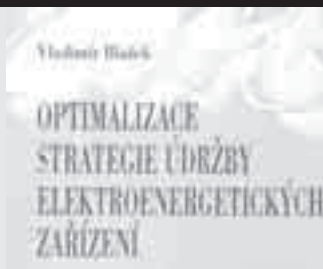 Vladimír Blažek
OPTIMALIZACE
STRATEGIE ÚDRŽBY
ELEKTROENERGETICKÝCH
ZAŘÍZENÍ